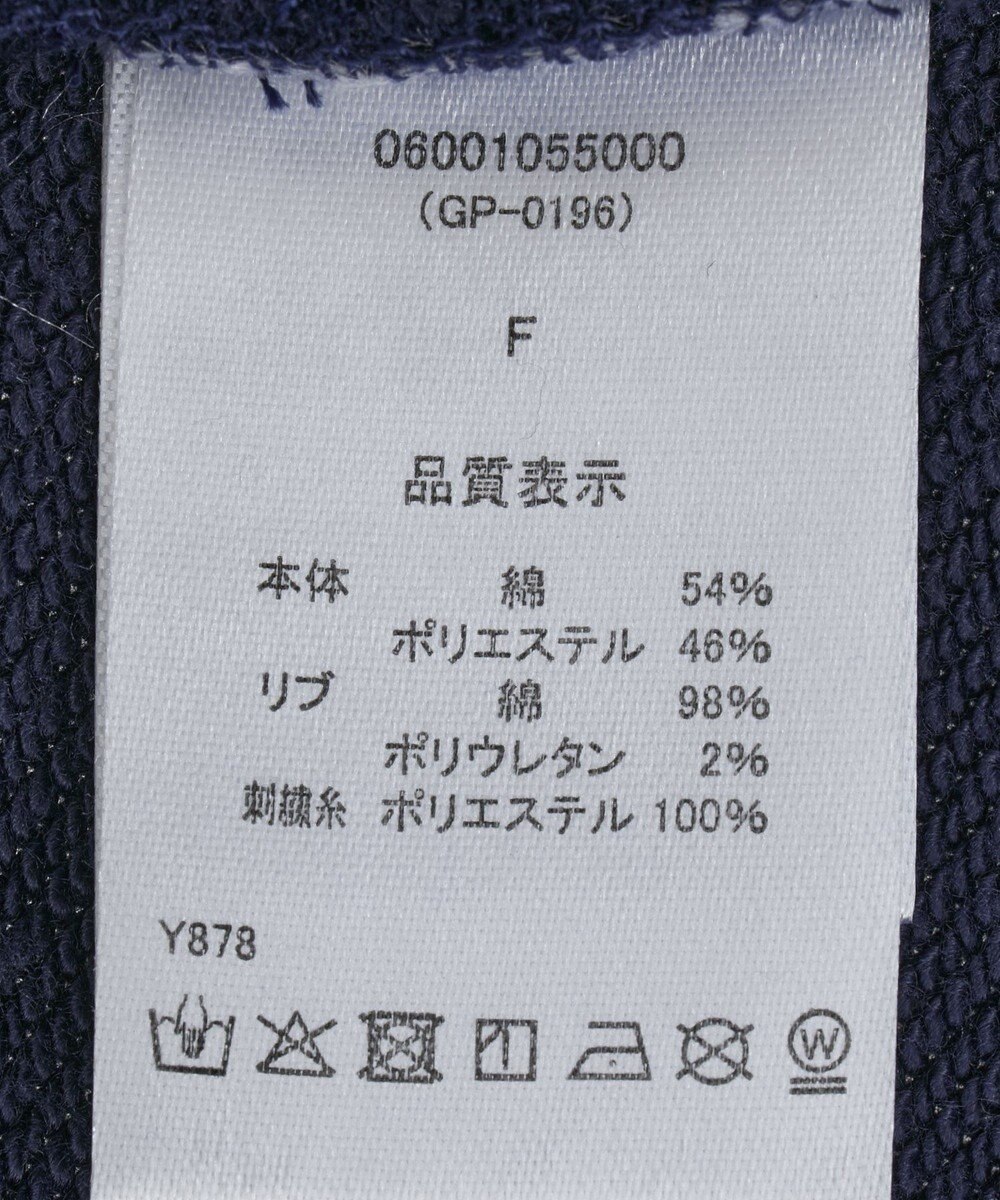 06001055000
(GP-0196)
F
品質表示
本体 綿 54%
ポリエステル 46%
リブ 綿 98%
ポリウレタン 2%
刺繍糸 ポリエステル 100%
Y878
W